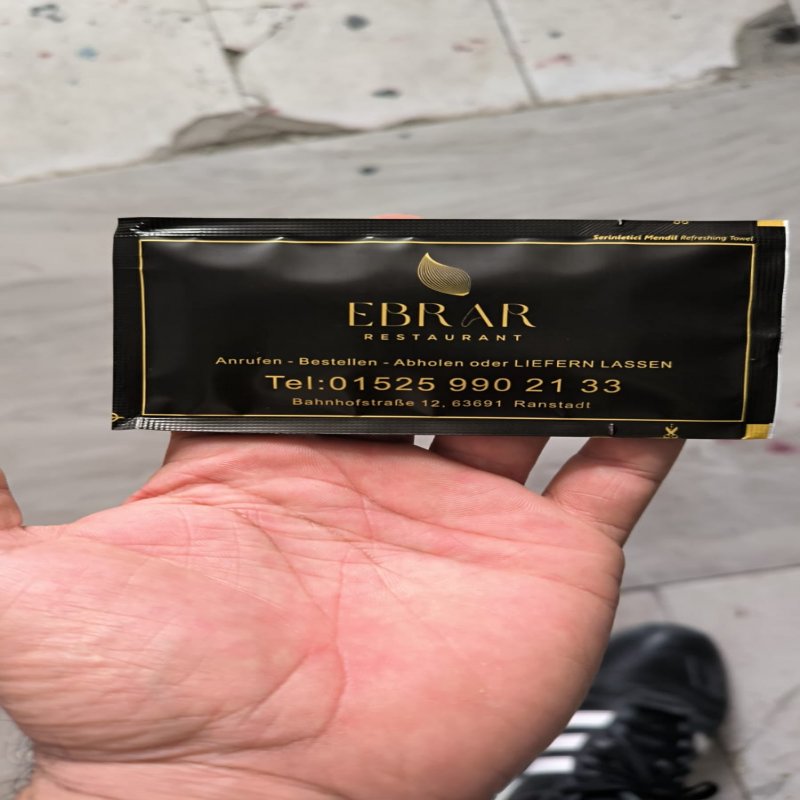 Serinletici Mendil Refreshing Towel
EBRAR
RESTAURANT
Anrufen - Bestellen - Abholen oder LIEFERN LASSEN
Tel:01525 990 21 33
Bahnhofstraße 12, 63691 Ranstadt